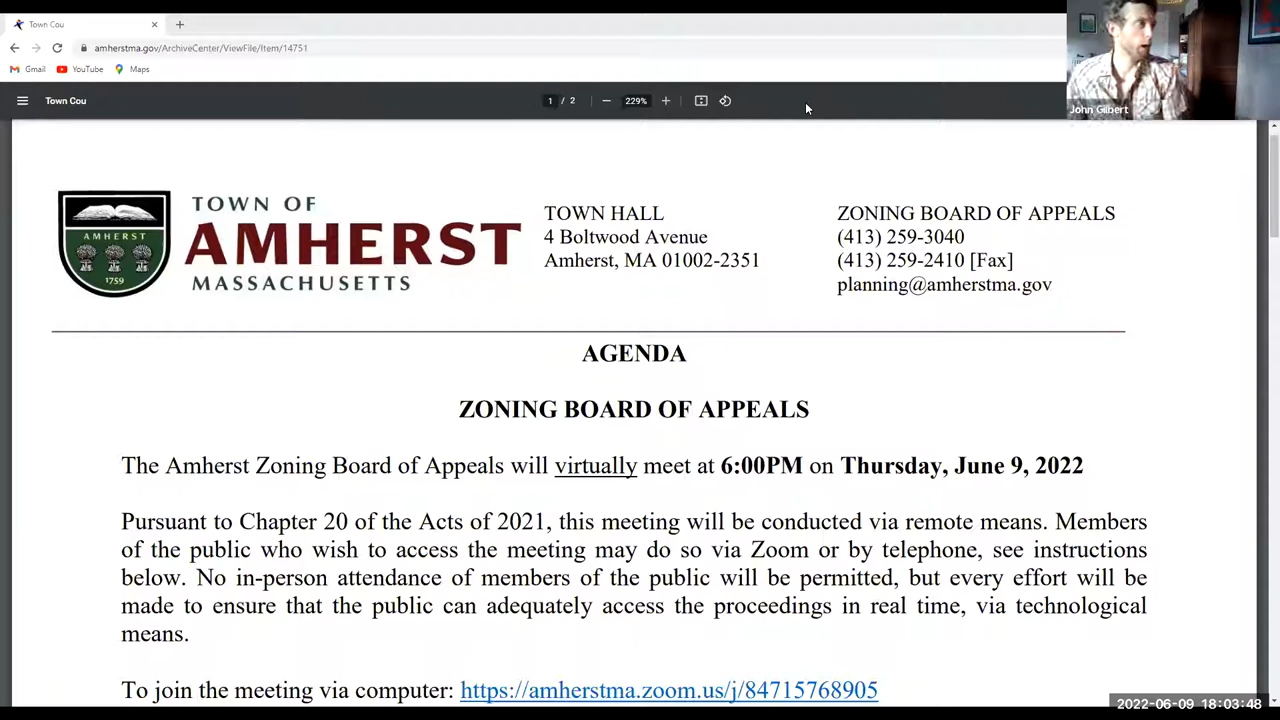 Town Cou
amherstma.gov/ArchiveCenter/ViewFile/Item/14751
Gmail YouTube Maps
Town Cou 1 / 2 229%
John Gilbert
AMHERST
1759
TOWN OF
AMHERST
MASSACHUSETTS
TOWN HALL
4 Boltwood Avenue
Amherst, MA 01002-2351
ZONING BOARD OF APPEALS
(413) 259-3040
(413) 259-2410 [Fax]
planning@amherstma.gov
AGENDA
ZONING BOARD OF APPEALS
The Amherst Zoning Board of Appeals will virtually meet at 6:00PM on Thursday, June 9, 2022
Pursuant to Chapter 20 of the Acts of 2021, this meeting will be conducted via remote means. Members
of the public who wish to access the meeting may do so via Zoom or by telephone, see instructions
below. No in-person attendance of members of the public will be permitted, but every effort will be
made to ensure that the public can adequately access the proceedings in real time, via technological
means.
To join the meeting via computer: https://amherstma.zoom.us/j/84715768905
2022-06-09 18:03:48